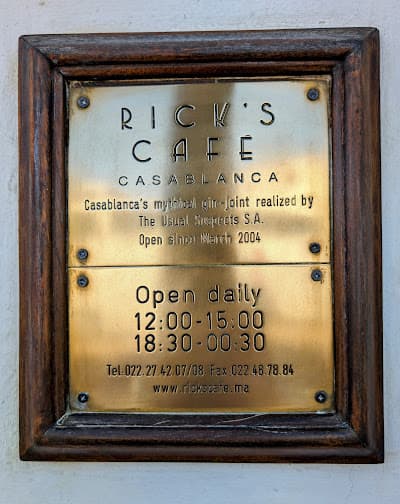 RICK'S
CAFÉ
CASABLANCA
Casablanca's mythical gin-joint realized by
The Usual Suspects S.A.
Open since March 2004
Open daily
12:00-15:00
18:30-00:30
Tel.022.27.42.07/08 Fax.022.48.78.84
www.rickscafe.ma